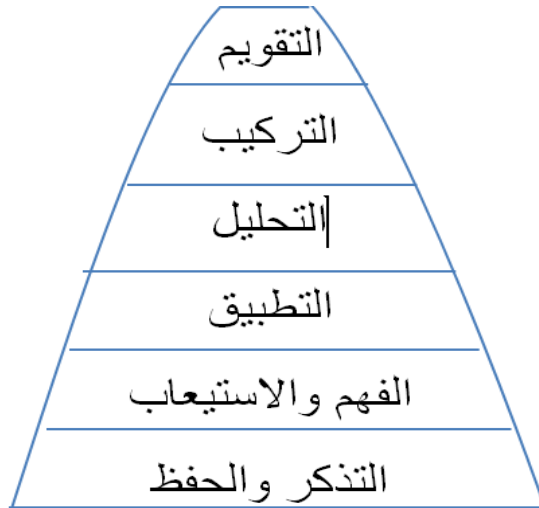 التقويم
التركيب
التحليل
التطبيق
الفهم والاستيعاب
التذكر والحفظ